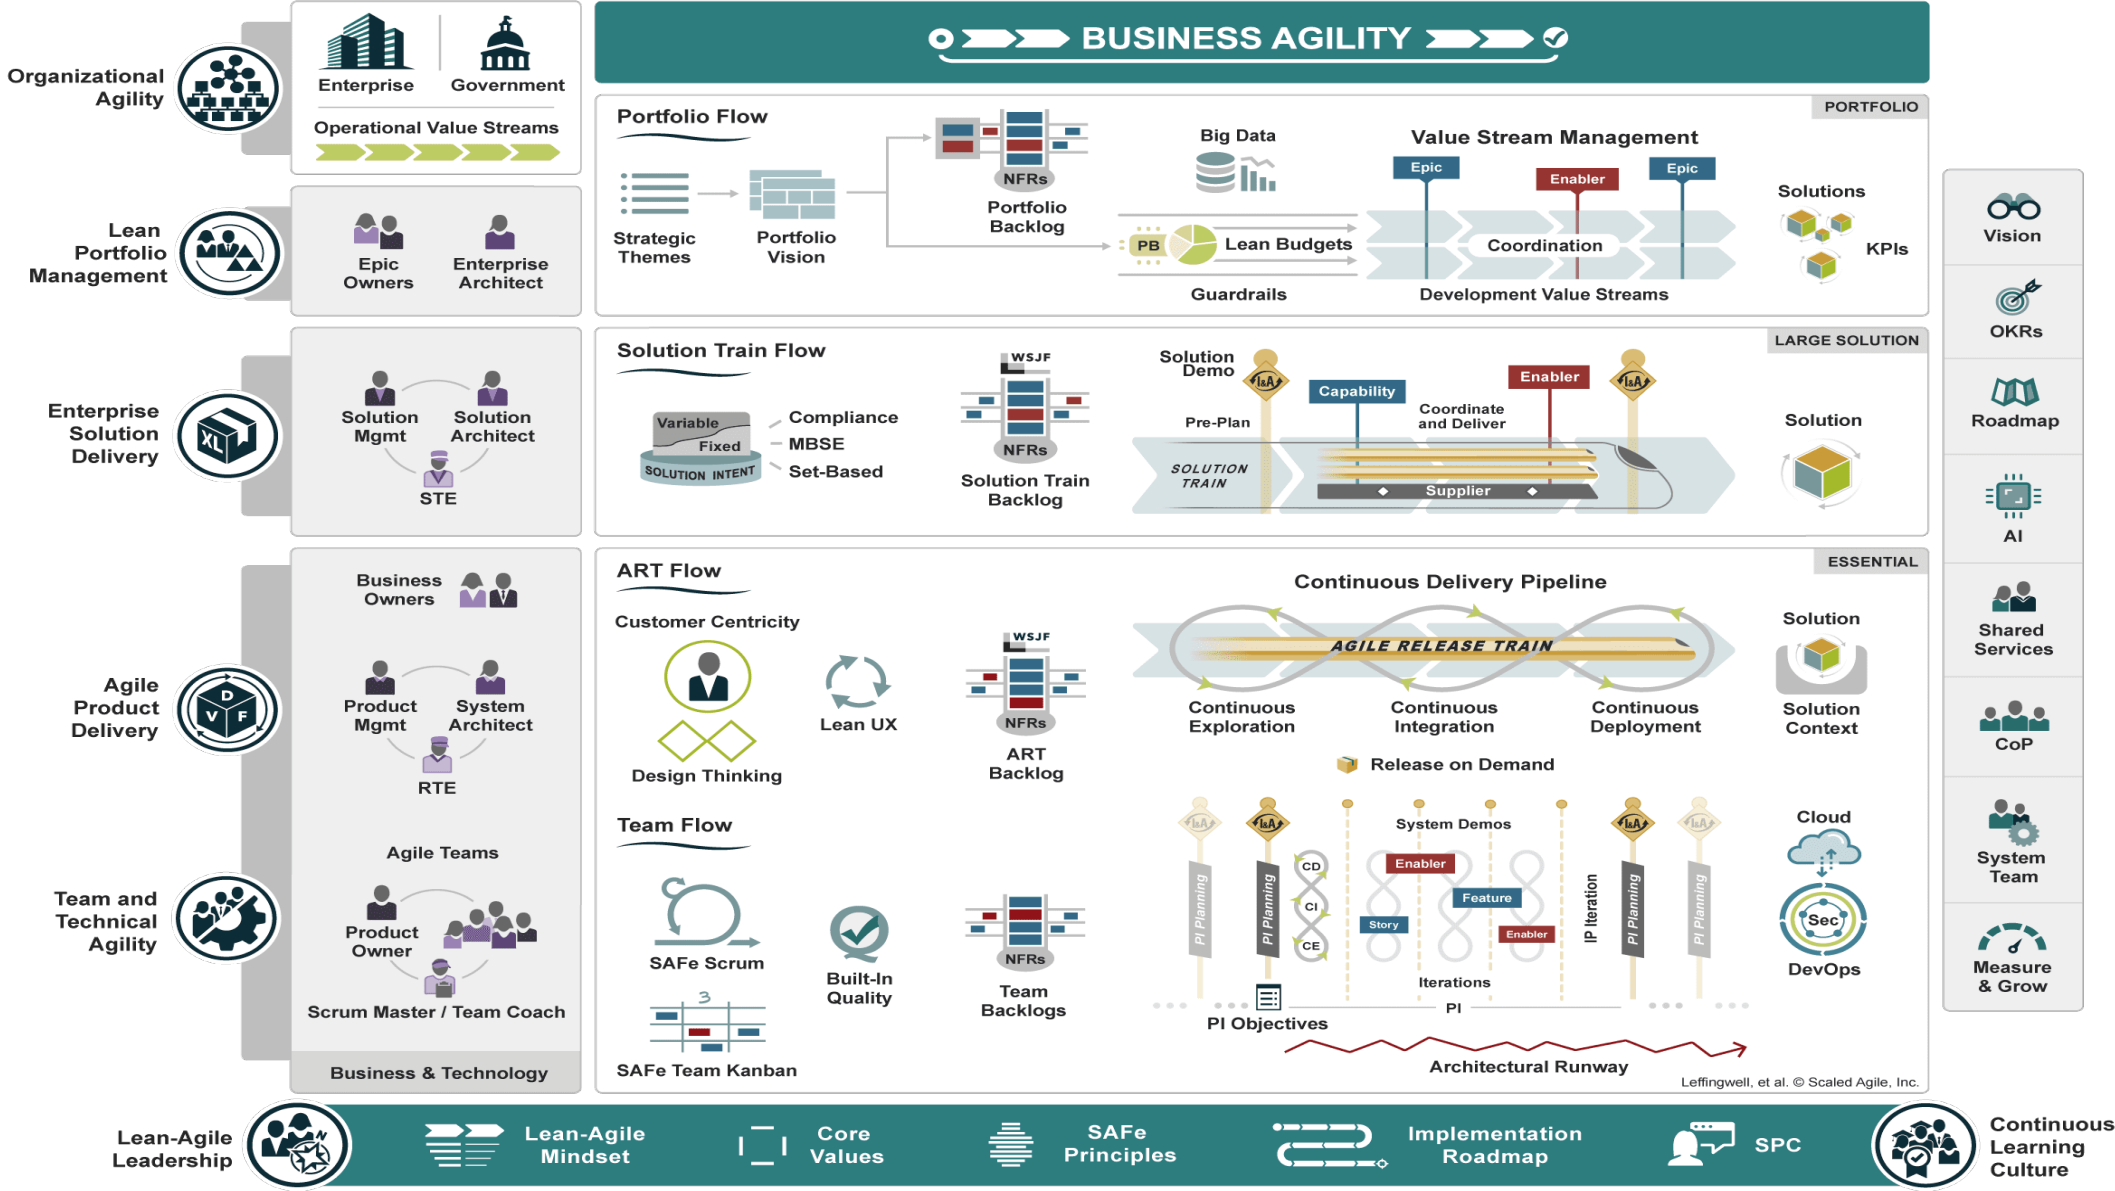 BUSINESS AGILITY
Organizational
Agility
Enterprise
Government
Operational Value Streams
Lean
Portfolio
Management
Epic
Owners
Enterprise
Architect
Enterprise
Solution
Delivery
XL
Solution
Mgmt
Solution
Architect
STE
Agile
Product
Delivery
D
V F
Business
Owners
Product
Mgmt
System
Architect
RTE
Team and
Technical
Agility
Agile Teams
Product
Owner
Scrum Master / Team Coach
Business & Technology
PORTFOLIO
Portfolio Flow
Strategic
Themes
Portfolio
Vision
NFRs
Portfolio
Backlog
Big Data
PB
Lean Budgets
Guardrails
Value Stream Management
Epic
Enabler
Epic
Coordination
Development Value Streams
Solutions
KPIs
LARGE SOLUTION
Solution Train Flow
Variable
Fixed
SOLUTION INTENT
Compliance
MBSE
Set-Based
WSJF
NFRs
Solution Train
Backlog
Solution
Demo
I&A
Pre-Plan
Capability
Coordinate
and Deliver
Enabler
I&A
SOLUTION
TRAIN
Supplier
Solution
ESSENTIAL
ART Flow
Customer Centricity
Design Thinking
Lean UX
WSJF
NFRs
ART
Backlog
Continuous Delivery Pipeline
AGILE RELEASE TRAIN
Continuous
Exploration
Continuous
Integration
Continuous
Deployment
Release on Demand
Solution
Solution
Context
Team Flow
SAFe Scrum
3
SAFe Team Kanban
Built-In
Quality
NFRs
Team
Backlogs
I&A
I&A
System Demos
I&A
I&A
PI Planning
PI Planning
CD
CI
CE
Enabler
Feature
Story
Enabler
IP Iteration
PI Planning
PI Planning
Iterations
PI
PI Objectives
Architectural Runway
Cloud
Sec
DevOps
Leffingwell, et al. © Scaled Agile, Inc.
Vision
OKRs
Roadmap
AI
Shared
Services
CoP
System
Team
Measure
& Grow
Lean-Agile
Leadership
N
Lean-Agile
Mindset
Core
Values
SAFe
Principles
Implementation
Roadmap
SPC
Continuous
Learning
Culture